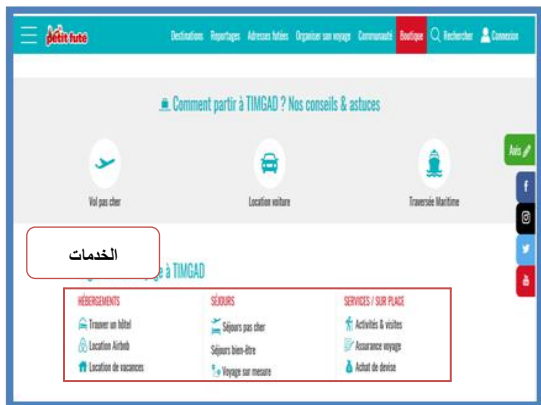 petit futé
Destinations Reportages Adresses futées Organiser son voyage Communauté Boutique Rechercher Connexion
Comment partir à TIMGAD ? Nos conseils & astuces
Avis
Vol pas cher Location voiture Traversée Maritime
الخدمات
à TIMGAD
HÉBERGEMENTS SÉJOURS SERVICES / SUR PLACE
Trouver un hôtel Séjours pas cher Activités & visites
Location Airbnb Séjours bien-être Assurance voyage
Location de vacances Voyage sur mesure Achat de devise